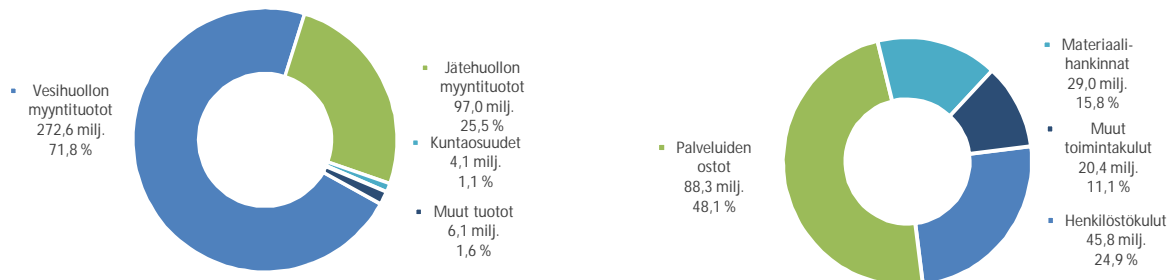 Vesihuollon
myyntituotot
272,6 milj.
71,8 %
Jätehuollon
myyntituotot
97,0 milj.
25,5 %
Kuntaosuudet
4,1 milj.
1,1 %
Muut tuotot
6,1 milj.
1,6 %
Palveluiden
ostot
88,3 milj.
48,1 %
Materiaali-
hankinnat
29,0 milj.
15,8 %
Muut
toimintakulut
20,4 milj.
11,1 %
Henkilöstökulut
45,8 milj.
24,9 %